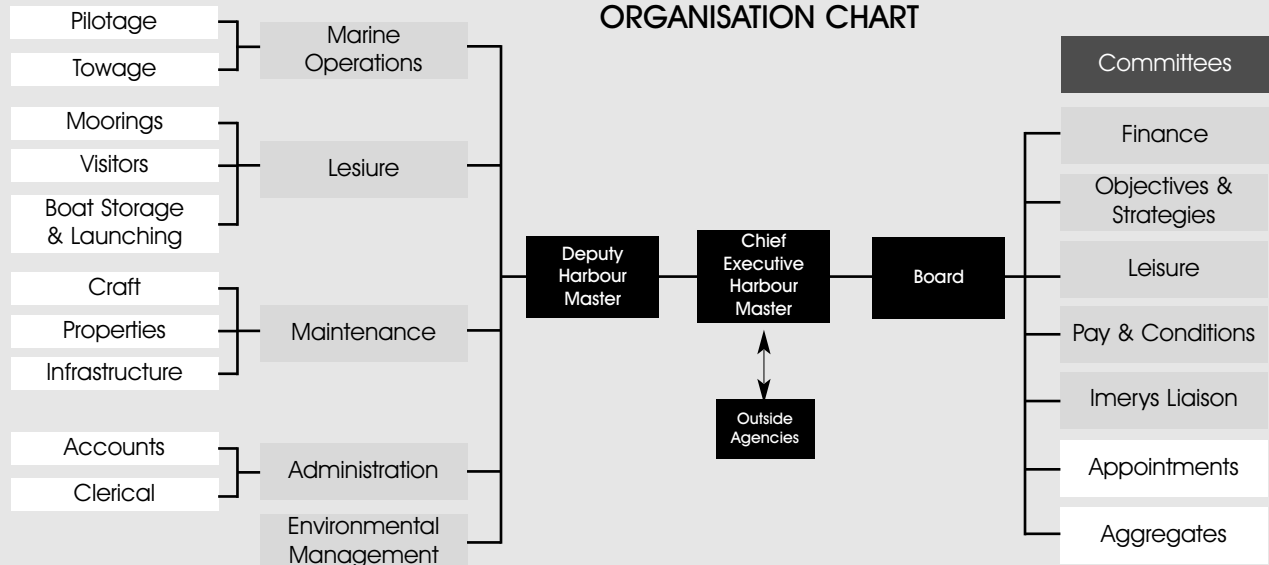 ORGANISATION CHART
Pilotage
Towage
Moorings
Visitors
Boat Storage
& Launching
Craft
Properties
Infrastructure
Accounts
Clerical
Marine
Operations
Lesiure
Maintenance
Administration
Environmental
Management
Deputy
Harbour
Master
Chief
Executive
Harbour
Master
Outside
Agencies
Board
Committees
Finance
Objectives &
Strategies
Leisure
Pay & Conditions
Imerys Liaison
Appointments
Aggregates